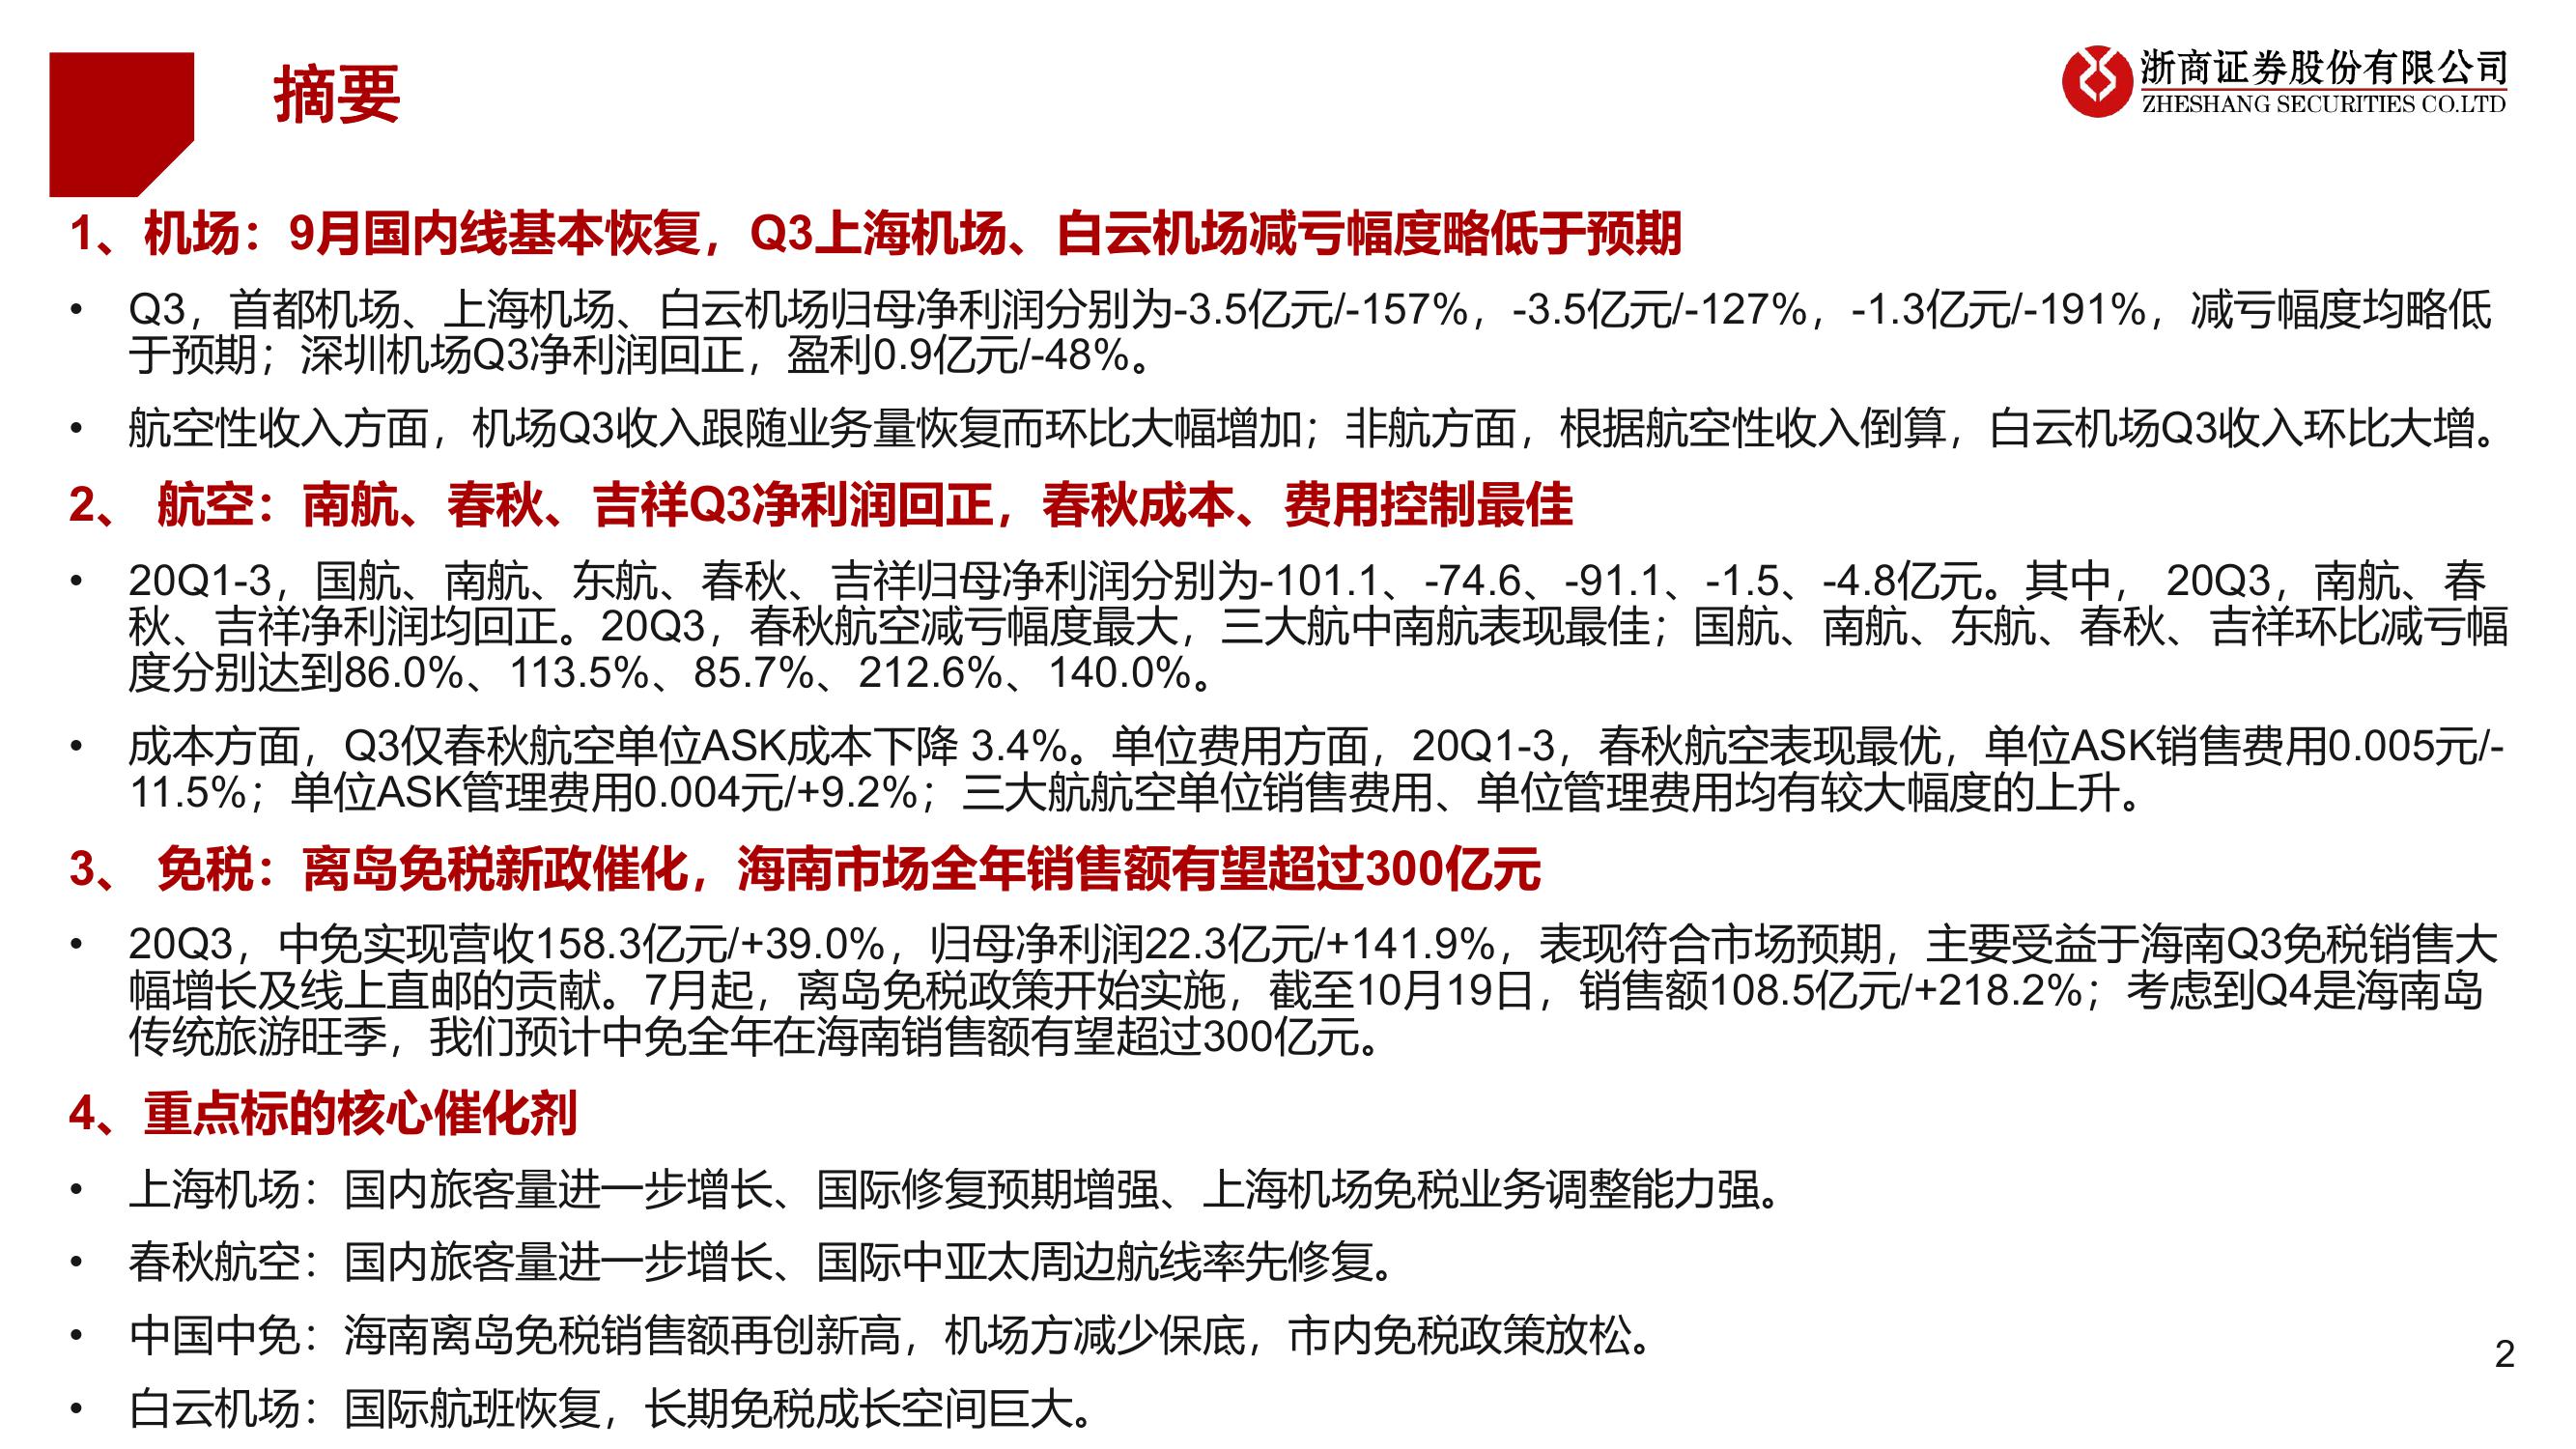 摘要
浙商证券股份有限公司
ZHESHANG SECURITIES CO.LTD
1、机场：9月国内线基本恢复，Q3上海机场、白云机场减亏幅度略低于预期
• Q3，首都机场、上海机场、白云机场归母净利润分别为-3.5亿元/-157%，-3.5亿元/-127%，-1.3亿元/-191%，减亏幅度均略低
于预期；深圳机场Q3净利润回正，盈利0.9亿元/-48%。
• 航空性收入方面，机场Q3收入跟随业务量恢复而环比大幅增加；非航方面，根据航空性收入倒算，白云机场Q3收入环比大增。
2、 航空：南航、春秋、吉祥Q3净利润回正，春秋成本、费用控制最佳
• 20Q1-3，国航、南航、东航、春秋、吉祥归母净利润分别为-101.1、-74.6、-91.1、-1.5、-4.8亿元。其中， 20Q3，南航、春
秋、吉祥净利润均回正。20Q3，春秋航空减亏幅度最大，三大航中南航表现最佳；国航、南航、东航、春秋、吉祥环比减亏幅
度分别达到86.0%、113.5%、85.7%、212.6%、140.0%。
• 成本方面，Q3仅春秋航空单位ASK成本下降 3.4%。单位费用方面，20Q1-3，春秋航空表现最优，单位ASK销售费用0.005元/-
11.5%；单位ASK管理费用0.004元/+9.2%；三大航航空单位销售费用、单位管理费用均有较大幅度的上升。
3、 免税：离岛免税新政催化，海南市场全年销售额有望超过300亿元
• 20Q3，中免实现营收158.3亿元/+39.0%，归母净利润22.3亿元/+141.9%，表现符合市场预期，主要受益于海南Q3免税销售大
幅增长及线上直邮的贡献。 7月起，离岛免税政策开始实施，截至10月19日，销售额108.5亿元/+218.2%；考虑到Q4是海南岛
传统旅游旺季，我们预计中免全年在海南销售额有望超过300亿元。
4、重点标的核心催化剂
• 上海机场：国内旅客量进一步增长、国际修复预期增强、上海机场免税业务调整能力强。
• 春秋航空：国内旅客量进一步增长、国际中亚太周边航线率先修复。
• 中国中免：海南离岛免税销售额再创新高，机场方减少保底，市内免税政策放松。
• 白云机场：国际航班恢复，长期免税成长空间巨大。
2